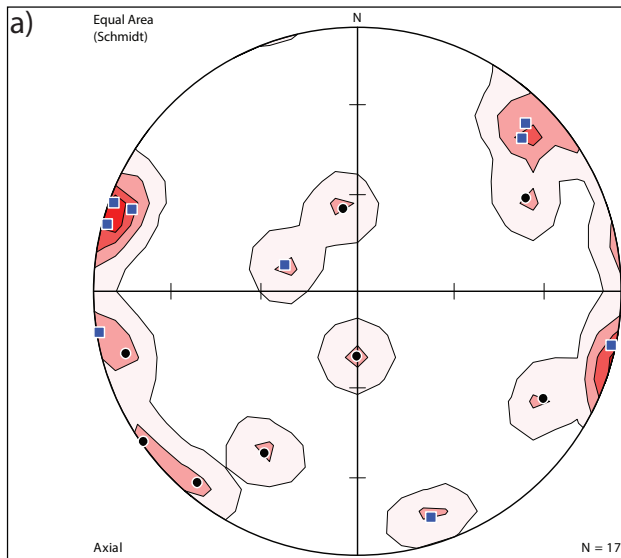 a)
Equal Area
(Schmidt)
N
Axial
N = 17